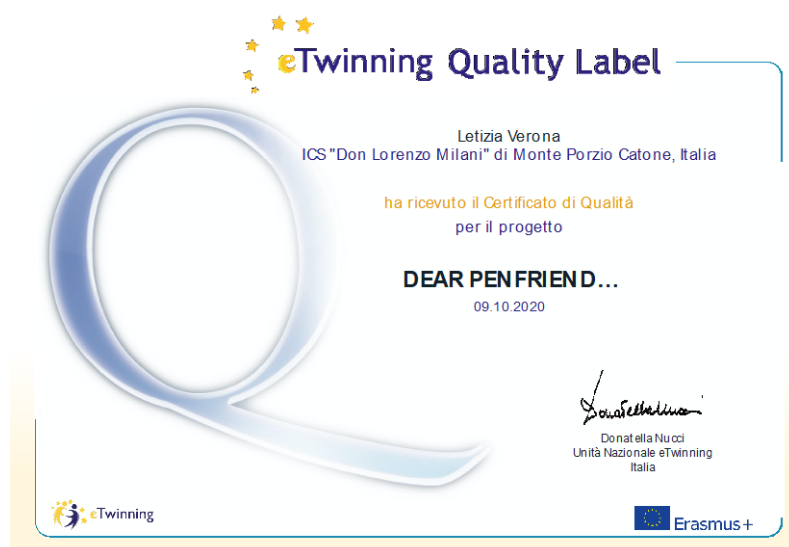 eTwinning Quality Label
Letizia Verona
ICS "Don Lorenzo Milani" di Monte Porzio Catone, Italia
ha ricevuto il Certificato di Qualità
per il progetto
DEAR PENFRIEND...
09.10.2020
Donatella Nucci
Unità Nazionale eTwinning
Italia
eTwinning
Erasmus+